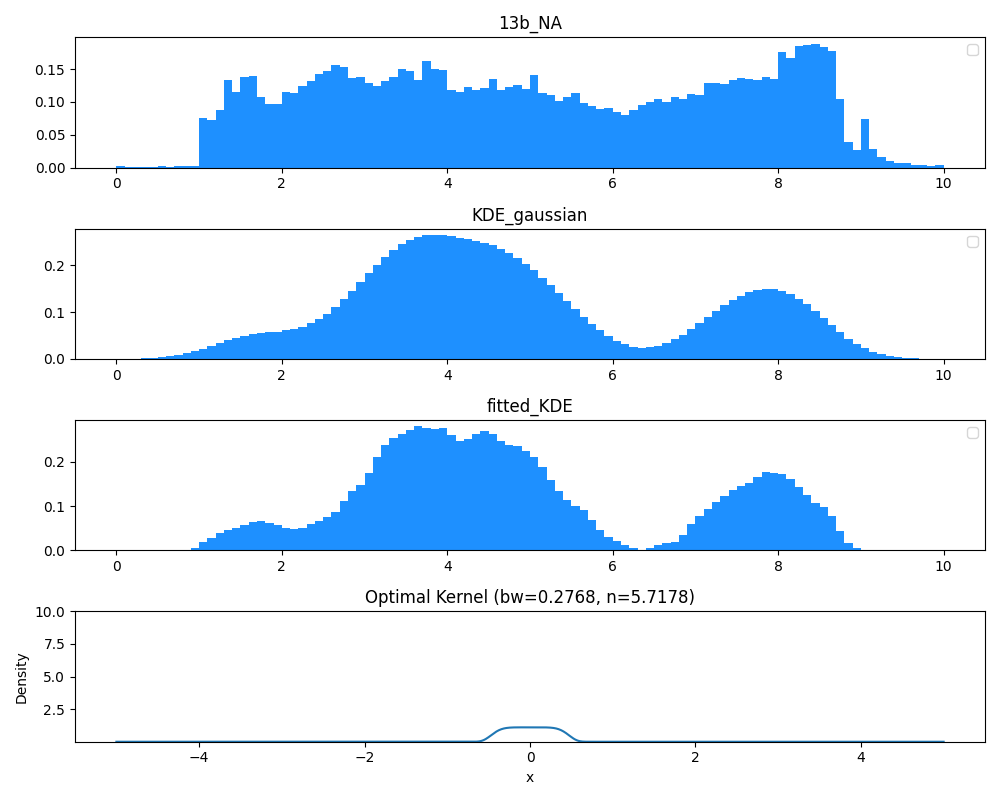 13b_NA
0.15
0.10
0.05
0.00
0 2 4 6 8 10
KDE_gaussian
0.2
0.1
0.0
0 2 4 6 8 10
fitted_KDE
0.2
0.1
0.0
0 2 4 6 8 10
Optimal Kernel (bw=0.2768, n=5.7178)
10.0
7.5
5.0
2.5
Density
−4 −2 0 2 4
x